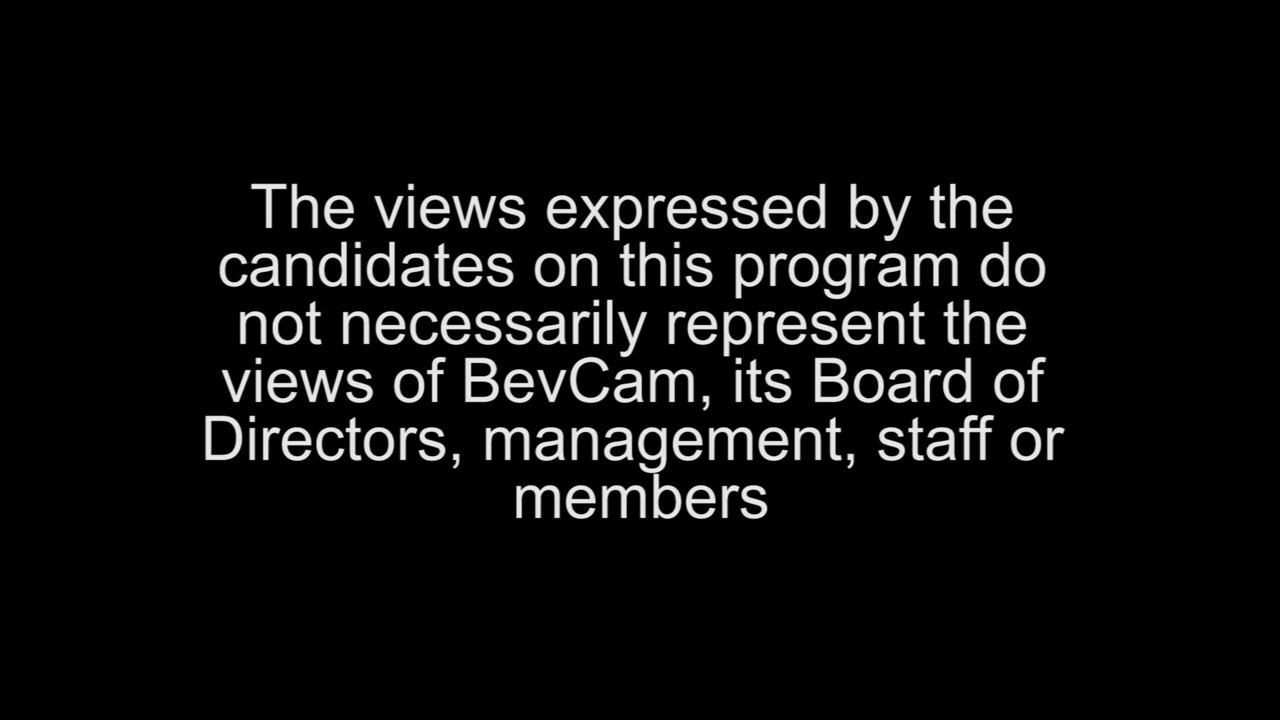 The views expressed by the
candidates on this program do
not necessarily represent the
views of BevCam, its Board of
Directors, management, staff or
members